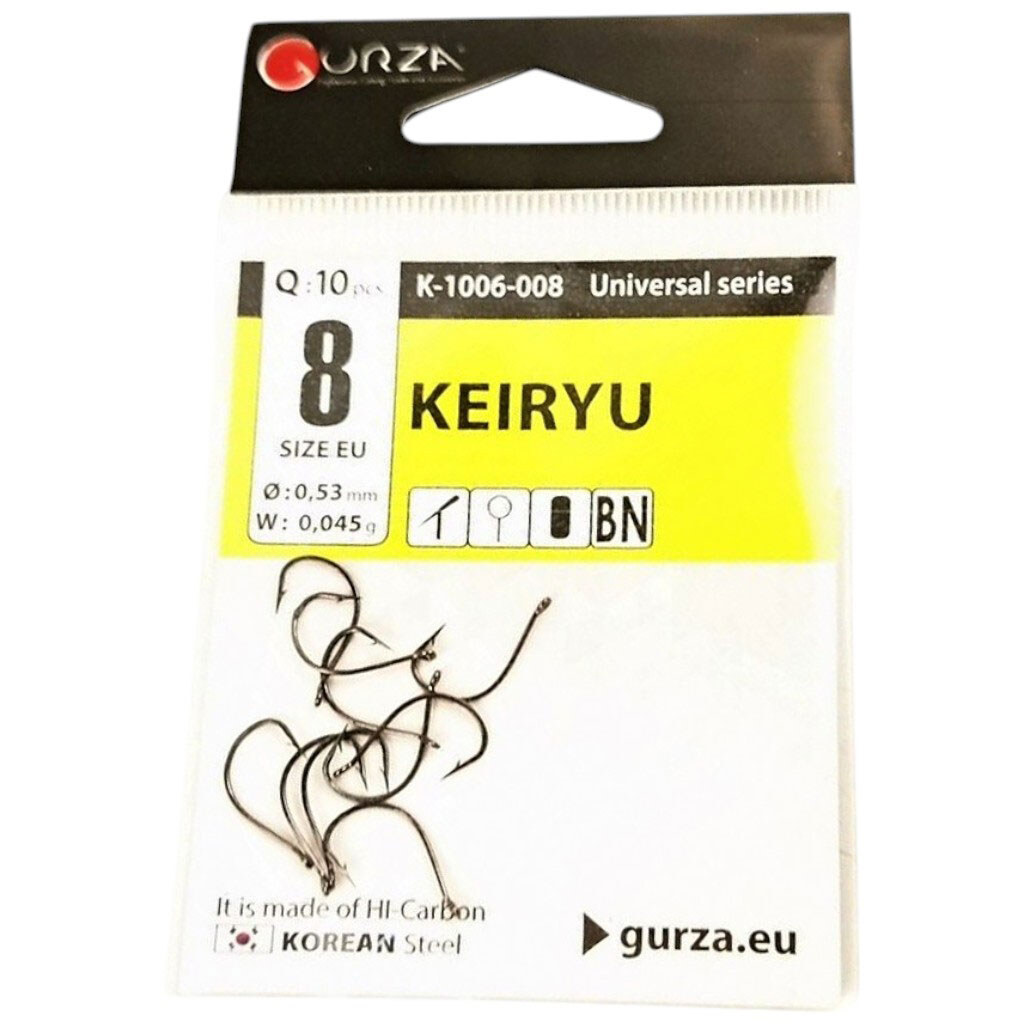 GURZA
Q : 10 pcs
K-1006-008 Universal series
8
SIZE EU
KEIRYU
Ø : 0,53 mm
W : 0,045 g
BN
It is made of HI-Carbon
KOREAN Steel
gurza.eu